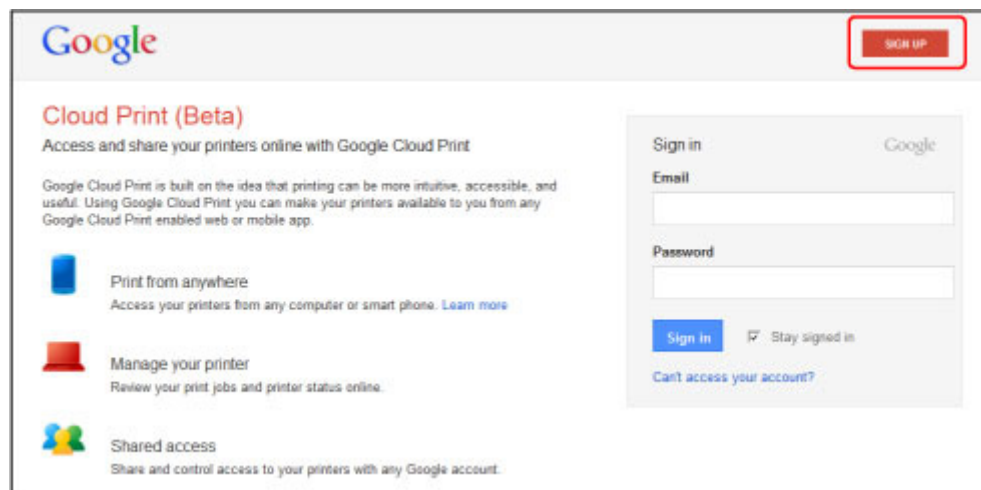 Google
SIGN UP
Cloud Print (Beta)
Access and share your printers online with Google Cloud Print
Google Cloud Print is built on the idea that printing can be more intuitive, accessible, and
useful. Using Google Cloud Print you can make your printers available to you from any
Google Cloud Print enabled web or mobile app.
Print from anywhere
Access your printers from any computer or smart phone. Learn more
Manage your printer
Review your print jobs and printer status online.
Shared access
Share and control access to your printers with any Google account.
Sign in Google
Email
Password
Sign in Stay signed in
Can't access your account?